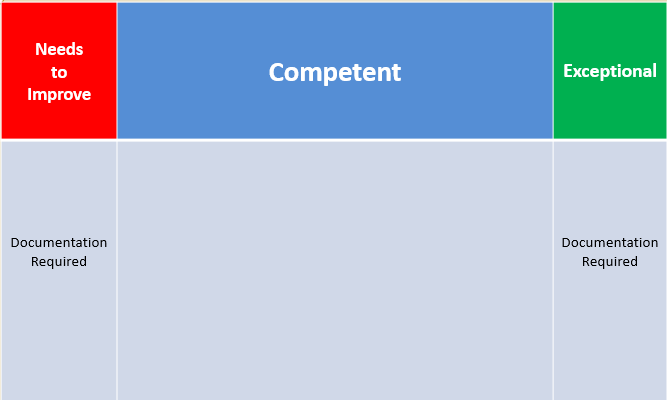 Needs
to
Improve
Competent
Exceptional
Documentation
Required
Documentation
Required